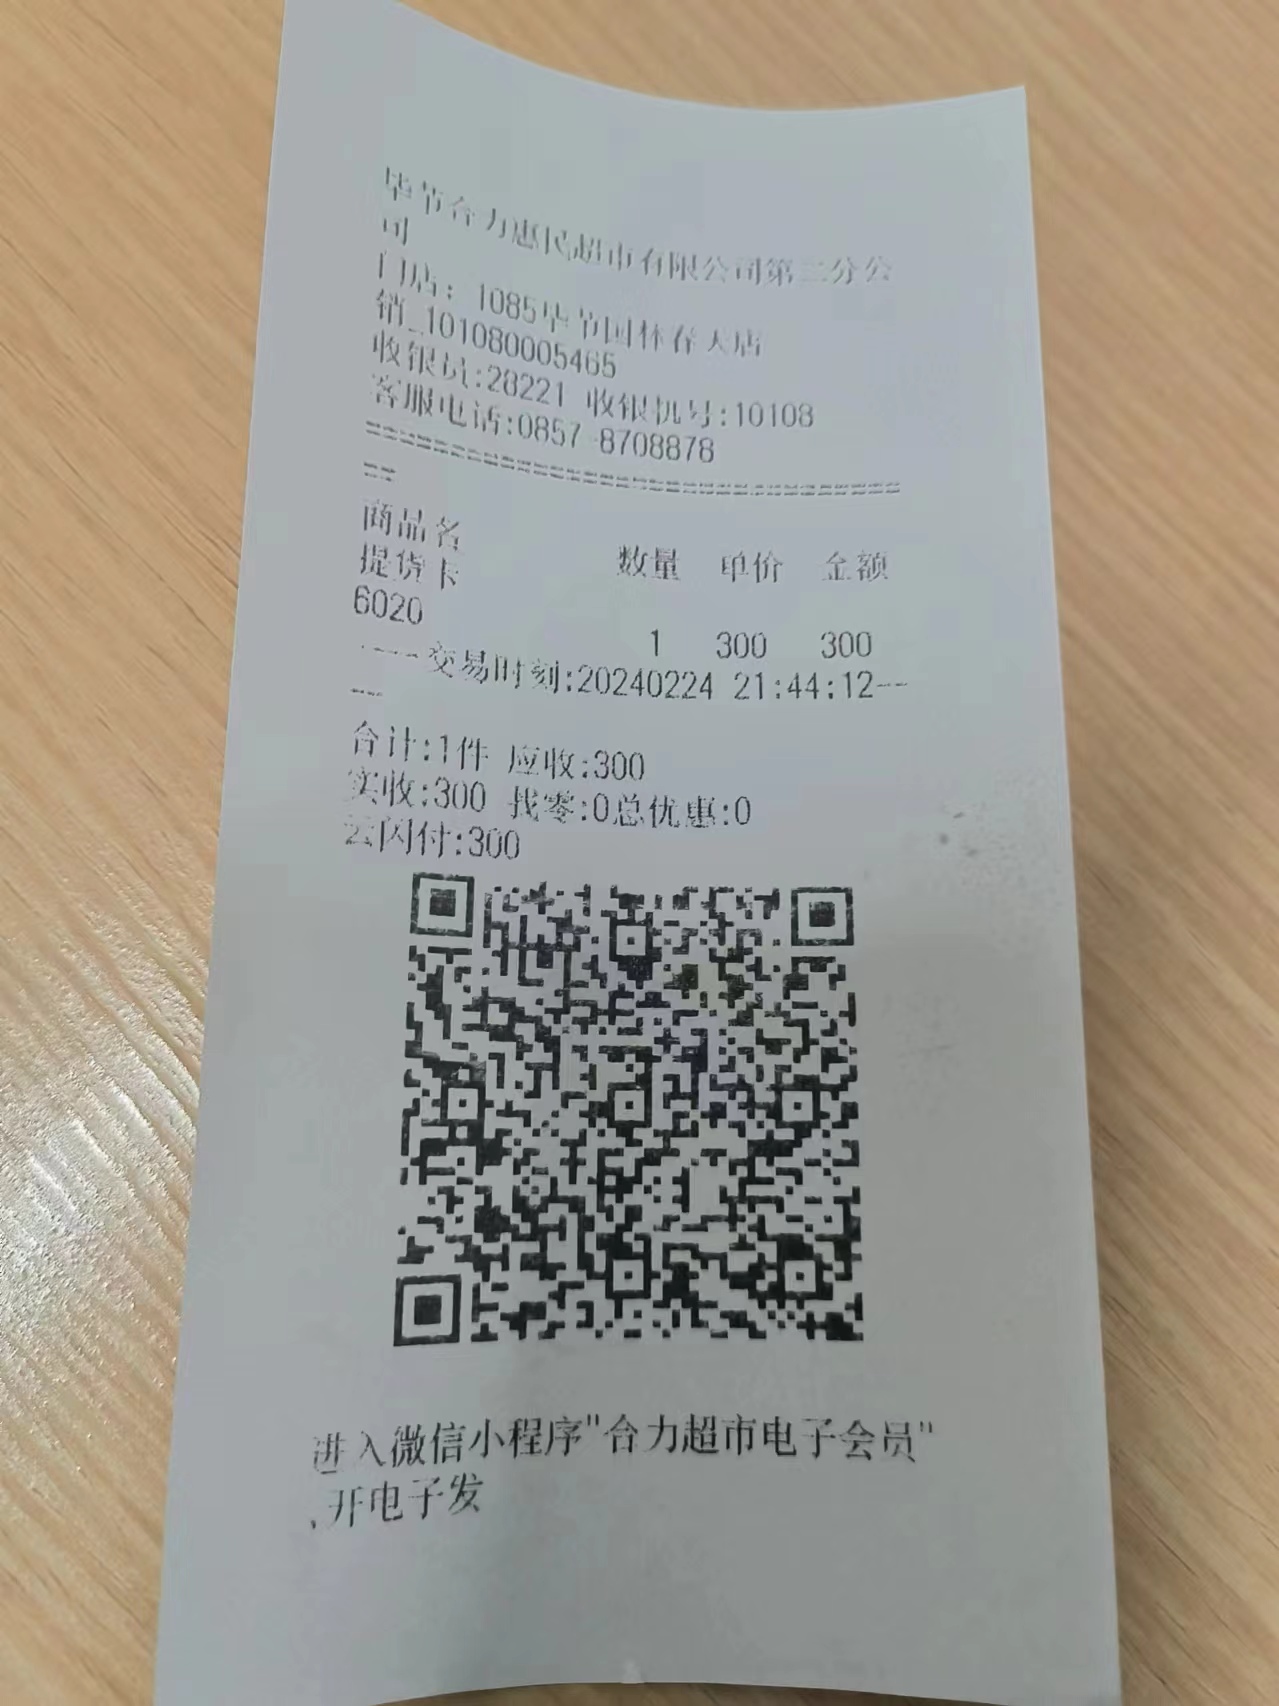 毕节合力惠民超市有限公司第二分公
司
门店：1085毕节园林春天店
销_101080005465
收银员:28221 收银机号:10108
客服电话:0857-8708878
商品名 数量 单价 金额
提货卡
6020 1 300 300
----交易时刻:20240224 21:44:12--
---
合计:1件 应收:300
实收:300 找零:0总优惠:0
云闪付:300
进入微信小程序"合力超市电子会员"
,开电子发